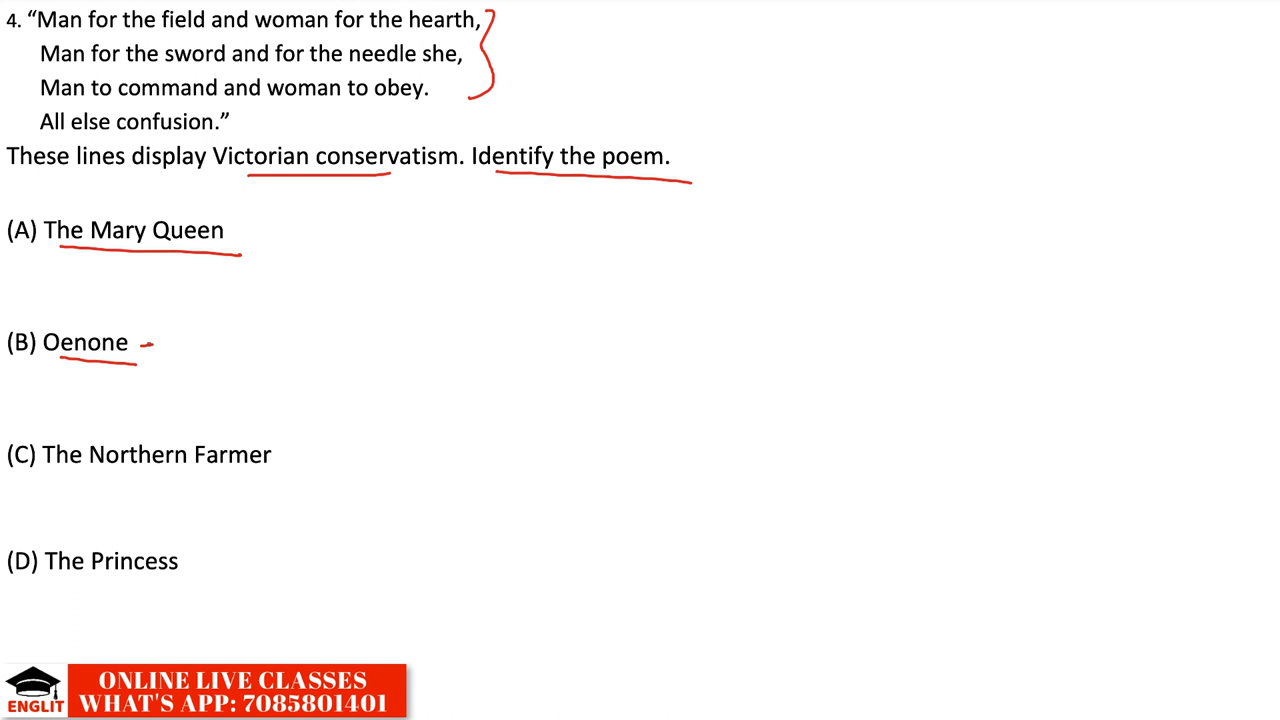 4. “Man for the field and woman for the hearth,
Man for the sword and for the needle she,
Man to command and woman to obey.
All else confusion.”
These lines display Victorian conservatism. Identify the poem.
(A) The Mary Queen
(B) Oenone
(C) The Northern Farmer
(D) The Princess
ENGLIT
ONLINE LIVE CLASSES
WHAT'S APP: 7085801401